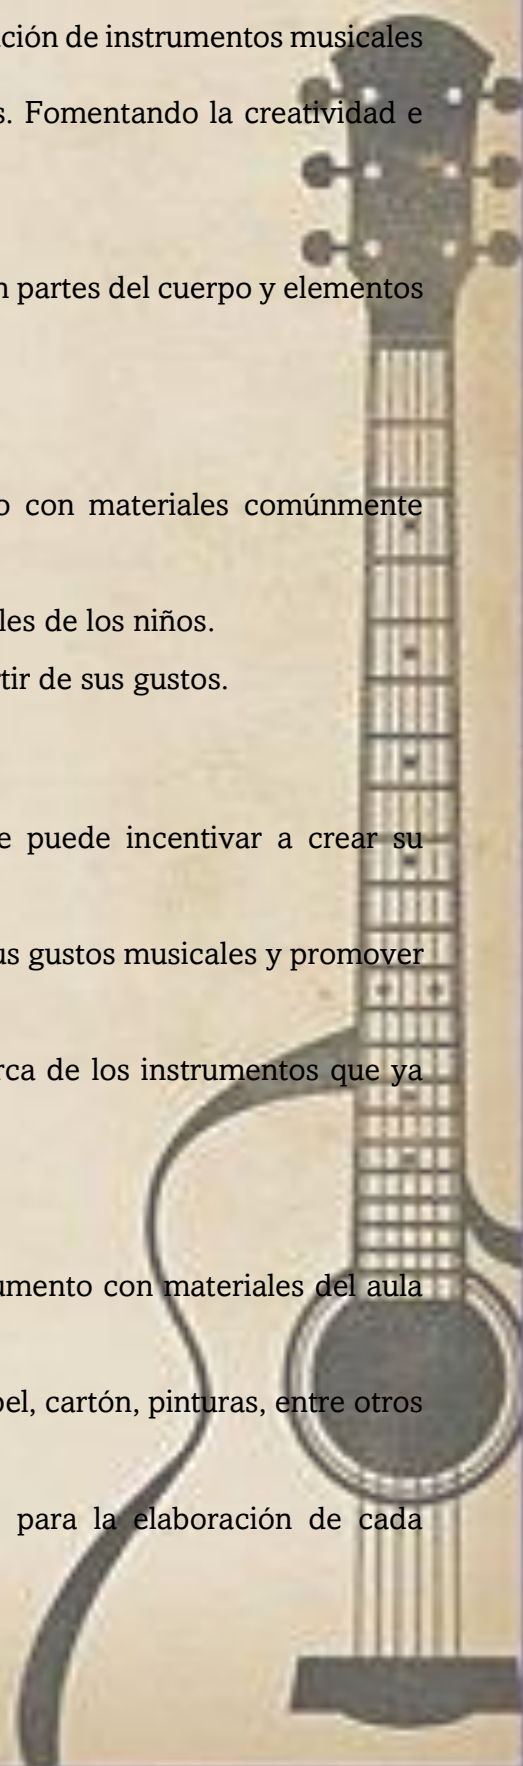 ción de instrumentos musicales
s. Fomentando la creatividad e
n partes del cuerpo y elementos
o con materiales comúnmente
les de los niños.
tir de sus gustos.
e puede incentivar a crear su
us gustos musicales y promover
rca de los instrumentos que ya
umento con materiales del aula
pel, cartón, pinturas, entre otros
para la elaboración de cada